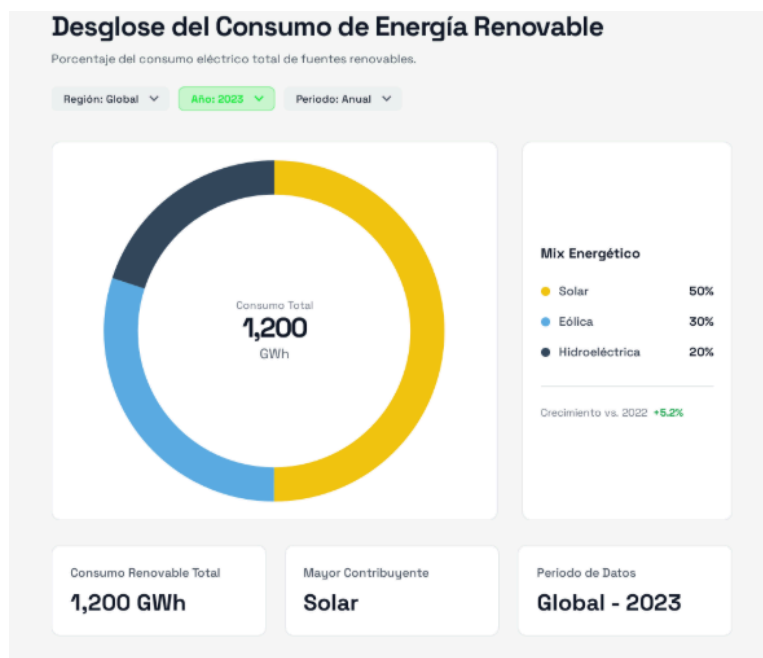 Desglose del Consumo de Energía Renovable
Porcentaje del consumo eléctrico total de fuentes renovables.
Región: Global
Año: 2023
Periodo: Anual
Consumo Total
1,200
GWh
Mix Energético
Solar 50%
Eólica 30%
Hidroeléctrica 20%
Crecimiento vs. 2022 +5.2%
Consumo Renovable Total
1,200 GWh
Mayor Contribuyente
Solar
Periodo de Datos
Global - 2023